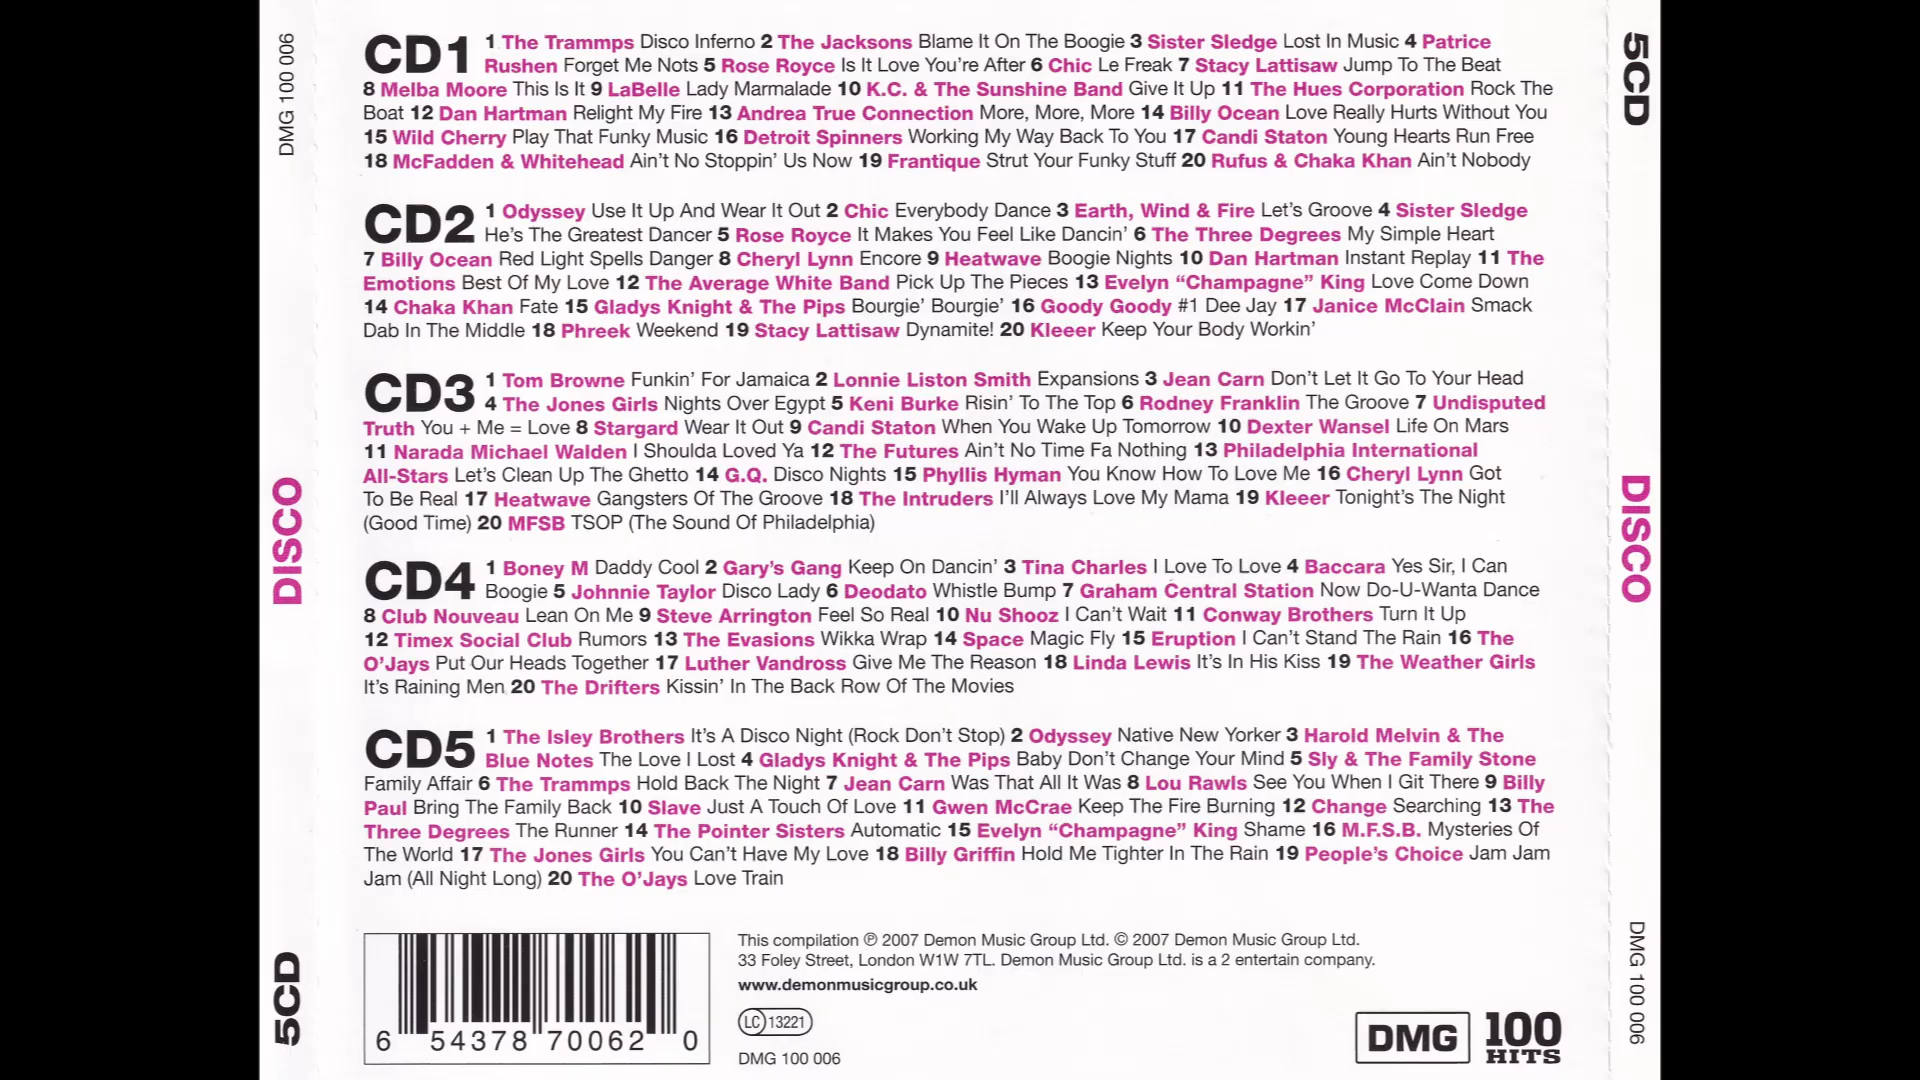 DMG 100 006
DISCO
5CD
CD1 1 The Trammps Disco Inferno 2 The Jacksons Blame It On The Boogie 3 Sister Sledge Lost In Music 4 Patrice
Rushen Forget Me Nots 5 Rose Royce Is It Love You're After 6 Chic Le Freak 7 Stacy Lattisaw Jump To The Beat
8 Melba Moore This Is It 9 LaBelle Lady Marmalade 10 K.C. & The Sunshine Band Give It Up 11 The Hues Corporation Rock The
Boat 12 Dan Hartman Relight My Fire 13 Andrea True Connection More, More, More 14 Billy Ocean Love Really Hurts Without You
15 Wild Cherry Play That Funky Music 16 Detroit Spinners Working My Way Back To You 17 Candi Staton Young Hearts Run Free
18 McFadden & Whitehead Ain't No Stoppin' Us Now 19 Frantique Strut Your Funky Stuff 20 Rufus & Chaka Khan Ain't Nobody
CD2 1 Odyssey Use It Up And Wear It Out 2 Chic Everybody Dance 3 Earth, Wind & Fire Let's Groove 4 Sister Sledge
He's The Greatest Dancer 5 Rose Royce It Makes You Feel Like Dancin' 6 The Three Degrees My Simple Heart
7 Billy Ocean Red Light Spells Danger 8 Cheryl Lynn Encore 9 Heatwave Boogie Nights 10 Dan Hartman Instant Replay 11 The
Emotions Best Of My Love 12 The Average White Band Pick Up The Pieces 13 Evelyn "Champagne" King Love Come Down
14 Chaka Khan Fate 15 Gladys Knight & The Pips Bourgie' Bourgie' 16 Goody Goody #1 Dee Jay 17 Janice McClain Smack
Dab In The Middle 18 Phreek Weekend 19 Stacy Lattisaw Dynamite! 20 Kleeer Keep Your Body Workin'
CD3 1 Tom Browne Funkin' For Jamaica 2 Lonnie Liston Smith Expansions 3 Jean Carn Don't Let It Go To Your Head
4 The Jones Girls Nights Over Egypt 5 Keni Burke Risin' To The Top 6 Rodney Franklin The Groove 7 Undisputed
Truth You + Me = Love 8 Stargard Wear It Out 9 Candi Staton When You Wake Up Tomorrow 10 Dexter Wansel Life On Mars
11 Narada Michael Walden I Shoulda Loved Ya 12 The Futures Ain't No Time Fa Nothing 13 Philadelphia International
All-Stars Let's Clean Up The Ghetto 14 G.Q. Disco Nights 15 Phyllis Hyman You Know How To Love Me 16 Cheryl Lynn Got
To Be Real 17 Heatwave Gangsters Of The Groove 18 The Intruders I'll Always Love My Mama 19 Kleeer Tonight's The Night
(Good Time) 20 MFSB TSOP (The Sound Of Philadelphia)
CD4 1 Boney M Daddy Cool 2 Gary's Gang Keep On Dancin' 3 Tina Charles I Love To Love 4 Baccara Yes Sir, I Can
Boogie 5 Johnnie Taylor Disco Lady 6 Deodato Whistle Bump 7 Graham Central Station Now Do-U-Wanta Dance
8 Club Nouveau Lean On Me 9 Steve Arrington Feel So Real 10 Nu Shooz I Can't Wait 11 Conway Brothers Turn It Up
12 Timex Social Club Rumors 13 The Evasions Wikka Wrap 14 Space Magic Fly 15 Eruption I Can't Stand The Rain 16 The
O'Jays Put Our Heads Together 17 Luther Vandross Give Me The Reason 18 Linda Lewis It's In His Kiss 19 The Weather Girls
It's Raining Men 20 The Drifters Kissin' In The Back Row Of The Movies
CD5 1 The Isley Brothers It's A Disco Night (Rock Don't Stop) 2 Odyssey Native New Yorker 3 Harold Melvin & The
Blue Notes The Love I Lost 4 Gladys Knight & The Pips Baby Don't Change Your Mind 5 Sly & The Family Stone
Family Affair 6 The Trammps Hold Back The Night 7 Jean Carn Was That All It Was 8 Lou Rawls See You When I Git There 9 Billy
Paul Bring The Family Back 10 Slave Just A Touch Of Love 11 Gwen McCrae Keep The Fire Burning 12 Change Searching 13 The
Three Degrees The Runner 14 The Pointer Sisters Automatic 15 Evelyn "Champagne" King Shame 16 M.F.S.B. Mysteries Of
The World 17 The Jones Girls You Can't Have My Love 18 Billy Griffin Hold Me Tighter In The Rain 19 People's Choice Jam Jam
Jam (All Night Long) 20 The O'Jays Love Train
6 54378 70062 0
This compilation ℗ 2007 Demon Music Group Ltd. © 2007 Demon Music Group Ltd.
33 Foley Street, London W1W 7TL. Demon Music Group Ltd. is a 2 entertain company.
www.demonmusicgroup.co.uk
LC 13221
DMG 100 006
DMG
100
HITS
5CD
DISCO
DMG 100 006